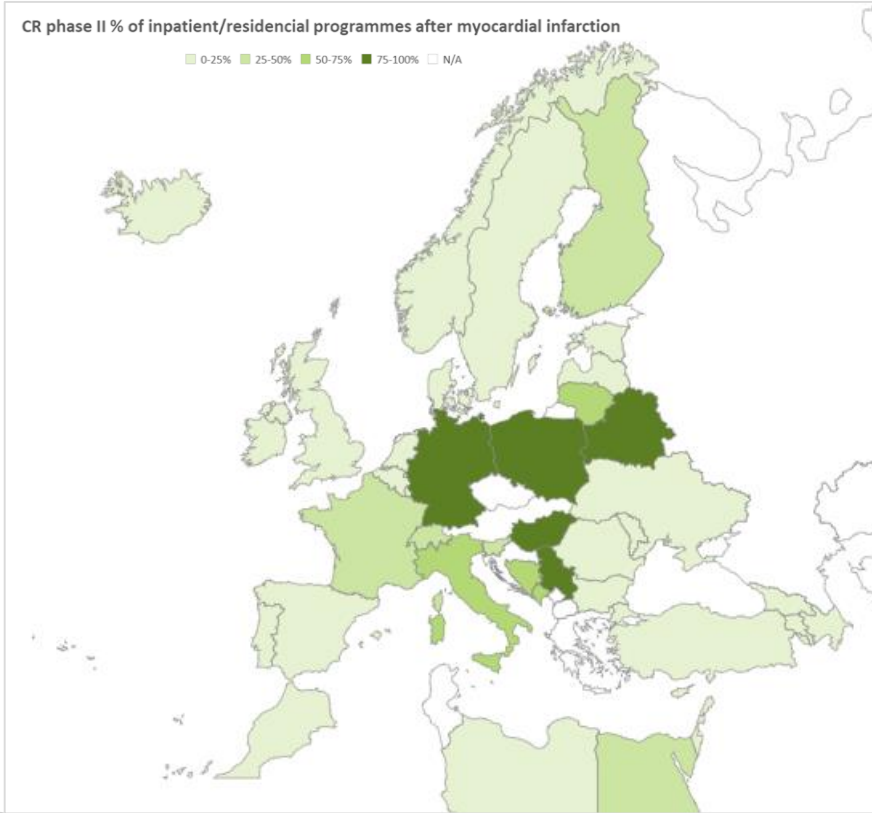 CR phase II % of inpatient/residencial programmes after myocardial infarction
0-25% 25-50% 50-75% 75-100% N/A